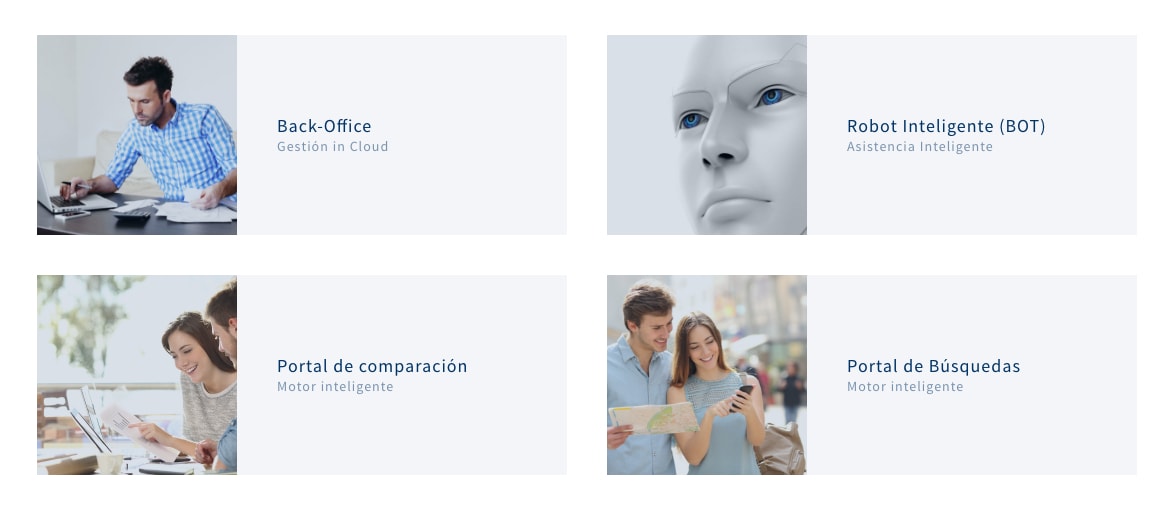 Back-Office
Gestión in Cloud
Robot Inteligente (BOT)
Asistencia Inteligente
Portal de comparación
Motor inteligente
Portal de Búsquedas
Motor inteligente